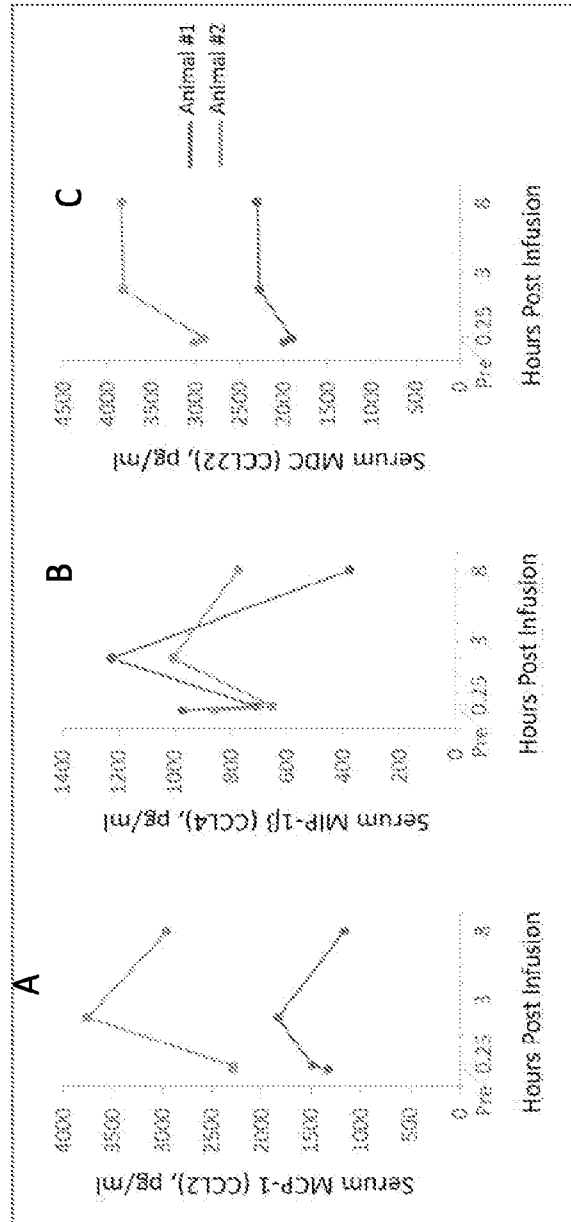 A
Serum MCP-1 (CCL2), pg/ml
4000
3500
3000
2500
2000
1500
1000
500
0
Pre 0.25 3 8
Hours Post Infusion
B
Serum MIP-1β (CCL4), pg/ml
1400
1200
1000
800
600
400
200
0
Pre 0.25 3 8
Hours Post Infusion
C
Serum MDC (CCL22), pg/ml
4500
4000
3500
3000
2500
2000
1500
1000
500
0
Pre 0.25 3 8
Hours Post Infusion
Animal #1
Animal #2